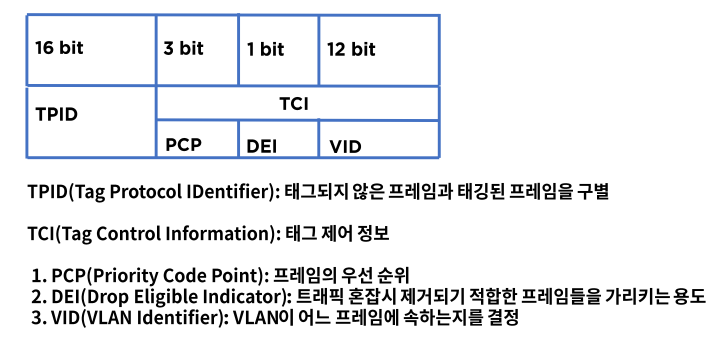 16 bit 3 bit 1 bit 12 bit
TPID TCI
PCP DEI VID
TPID(Tag Protocol IDentifier): 태그되지 않은 프레임과 태깅된 프레임을 구별
TCI(Tag Control Information): 태그 제어 정보
1. PCP(Priority Code Point): 프레임의 우선 순위
2. DEI(Drop Eligible Indicator): 트래픽 혼잡시 제거되기 적합한 프레임들을 가리키는 용도
3. VID(VLAN Identifier): VLAN이 어느 프레임에 속하는지를 결정